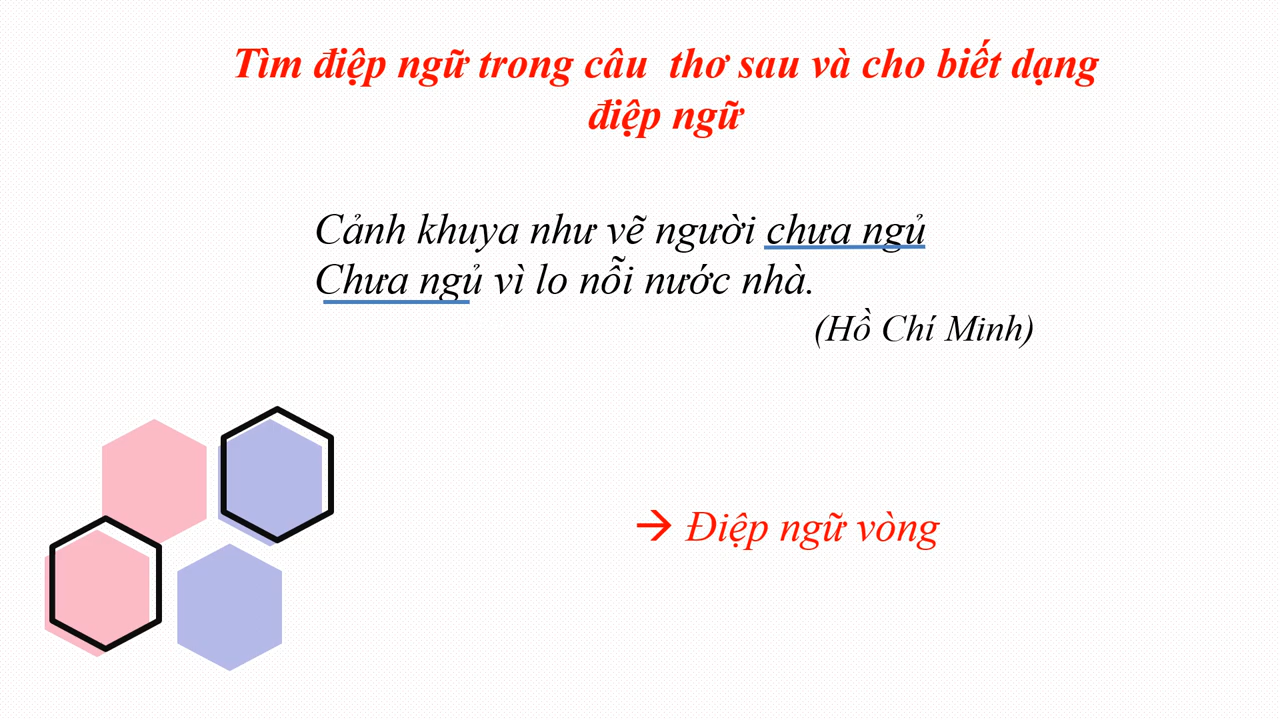 Tìm điệp ngữ trong câu thơ sau và cho biết dạng
điệp ngữ
Cảnh khuya như vẽ người chưa ngủ
Chưa ngủ vì lo nỗi nước nhà.
(Hồ Chí Minh)
→ Điệp ngữ vòng